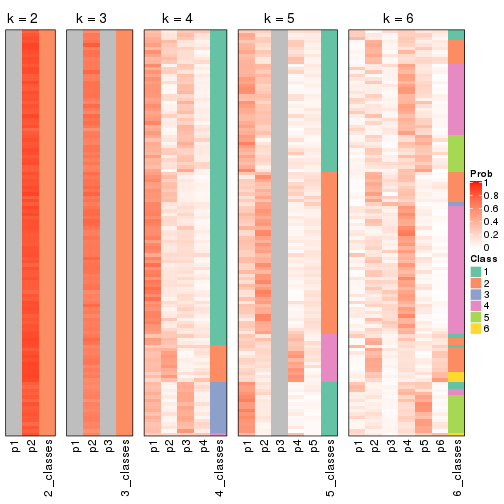 k = 2
k = 3
k = 4
k = 5
k = 6
Prob
1
0.8
0.6
0.4
0.2
0
Class
1
2
3
4
5
6
p1
p2
2_classes
p1
p2
p3
3_classes
p1
p2
p3
p4
4_classes
p1
p2
p3
p4
p5
5_classes
p1
p2
p3
p4
p5
p6
6_classes